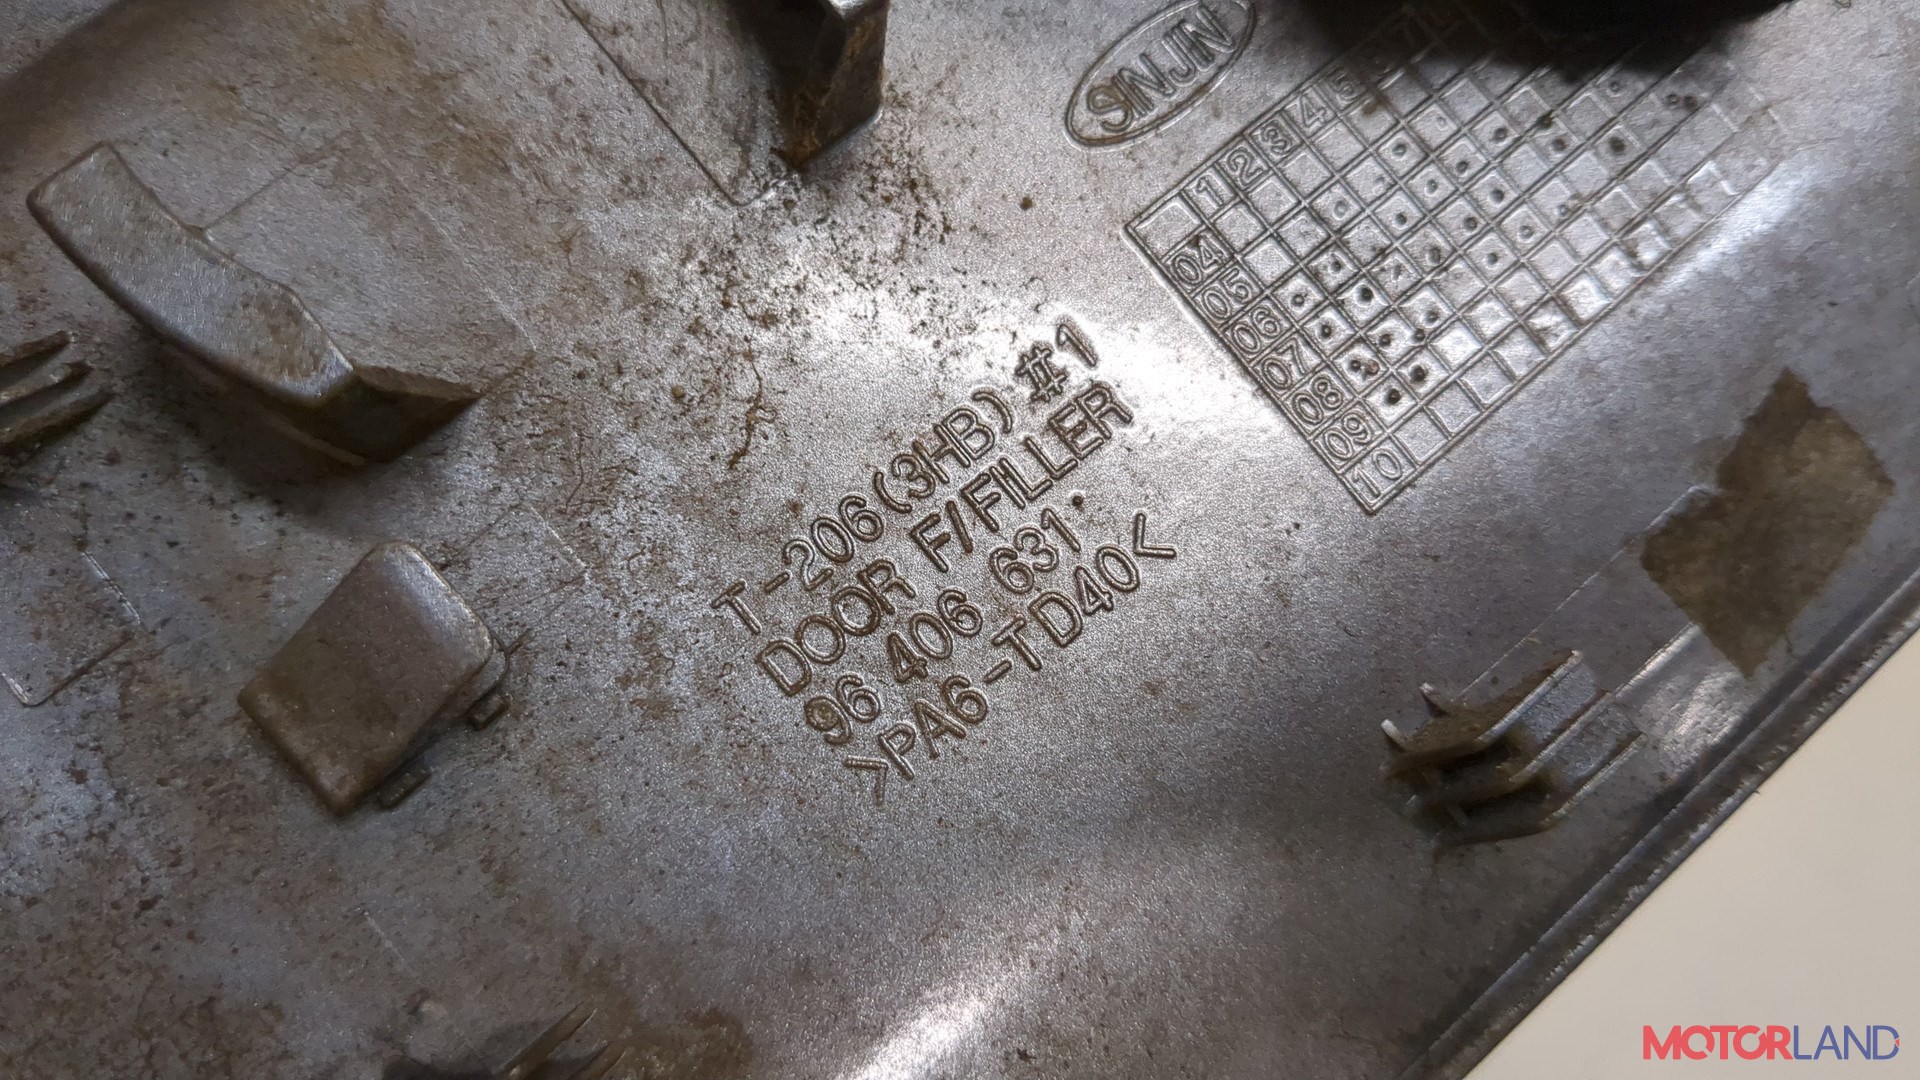 SINJIN
1 2 3 4 5
04
05
06
07
08
09
10
T-206(3HB) #1
DOOR F/FILLER
96 406 631
>PA6-TD40<
MOTORLAND